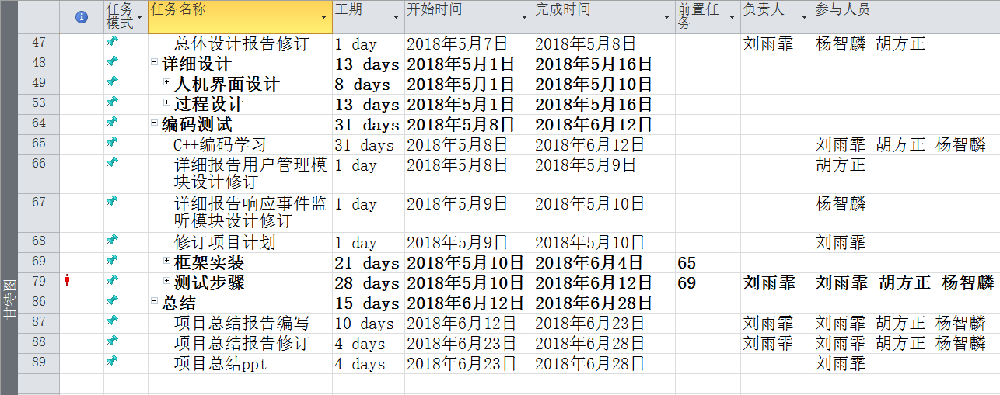 任务模式 任务名称 工期 开始时间 完成时间 前置任务 负责人 参与人员
47 总体设计报告修订 1 day 2018年5月7日 2018年5月8日 刘雨霏 杨智麟 胡方正
48 详细设计 13 days 2018年5月1日 2018年5月16日
49 人机界面设计 8 days 2018年5月1日 2018年5月10日
53 过程设计 13 days 2018年5月1日 2018年5月16日
64 编码测试 31 days 2018年5月8日 2018年6月12日
65 C++编码学习 31 days 2018年5月8日 2018年6月12日 刘雨霏 胡方正 杨智麟
66 详细报告用户管理模块设计修订 1 day 2018年5月8日 2018年5月9日 胡方正
67 详细报告响应事件监听模块设计修订 1 day 2018年5月9日 2018年5月10日 杨智麟
68 修订项目计划 1 day 2018年5月9日 2018年5月10日 刘雨霏
69 框架实装 21 days 2018年5月10日 2018年6月4日 65
79 测试步骤 28 days 2018年5月10日 2018年6月12日 69 刘雨霏 刘雨霏 胡方正 杨智麟
86 总结 15 days 2018年6月12日 2018年6月28日
87 项目总结报告编写 10 days 2018年6月12日 2018年6月23日 刘雨霏 刘雨霏 胡方正 杨智麟
88 项目总结报告修订 4 days 2018年6月23日 2018年6月28日 刘雨霏 刘雨霏 胡方正 杨智麟
89 项目总结ppt 4 days 2018年6月23日 2018年6月28日 刘雨霏
甘特图